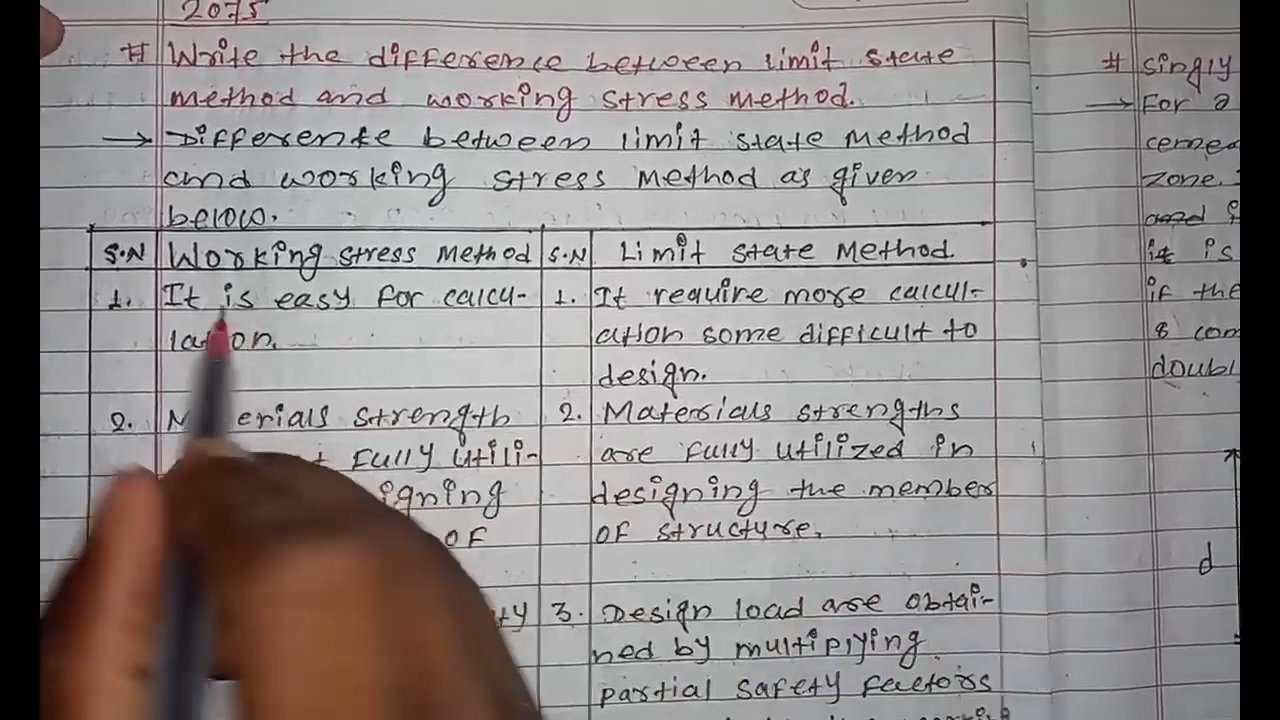 2075
# Write the difference between limit state
method and working stress method.
→ Difference between limit state method
and working stress method as given
below.
S.N Working stress method S.N Limit state method.
1. It is easy for calcu- 1. It require more calcul-
lation. ation some difficult to
design.
2. Materials strength 2. Materials strengths
Fully utili- are Fully utilized in
igning designing the member
OF OF structure.
ty 3. Design load are obtai-
ned by multiplying
partial safety factors
# singly
→ For a
zone.
and
it is
if the
& com
doubl
d